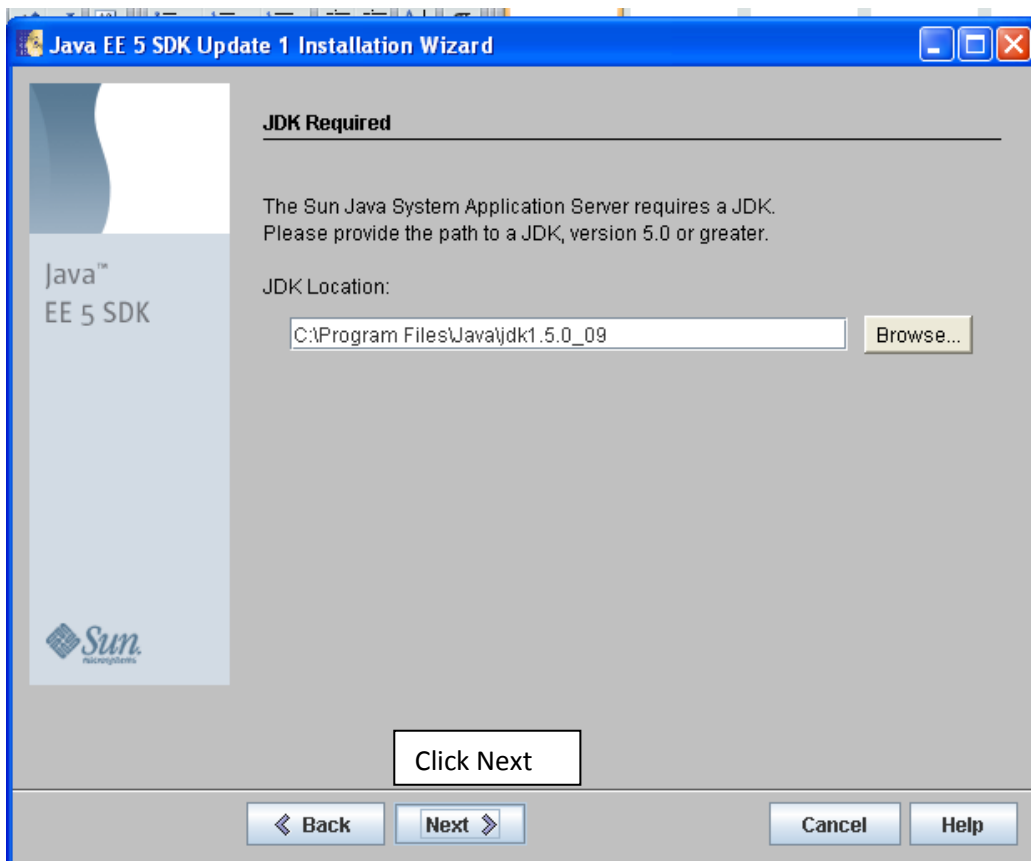 Java EE 5 SDK Update 1 Installation Wizard
JDK Required
The Sun Java System Application Server requires a JDK.
Please provide the path to a JDK, version 5.0 or greater.
Java™
EE 5 SDK
JDK Location:
C:\Program Files\Java\jdk1.5.0_09
Browse...
Sun
microsystems
Click Next
Back
Next
Cancel
Help